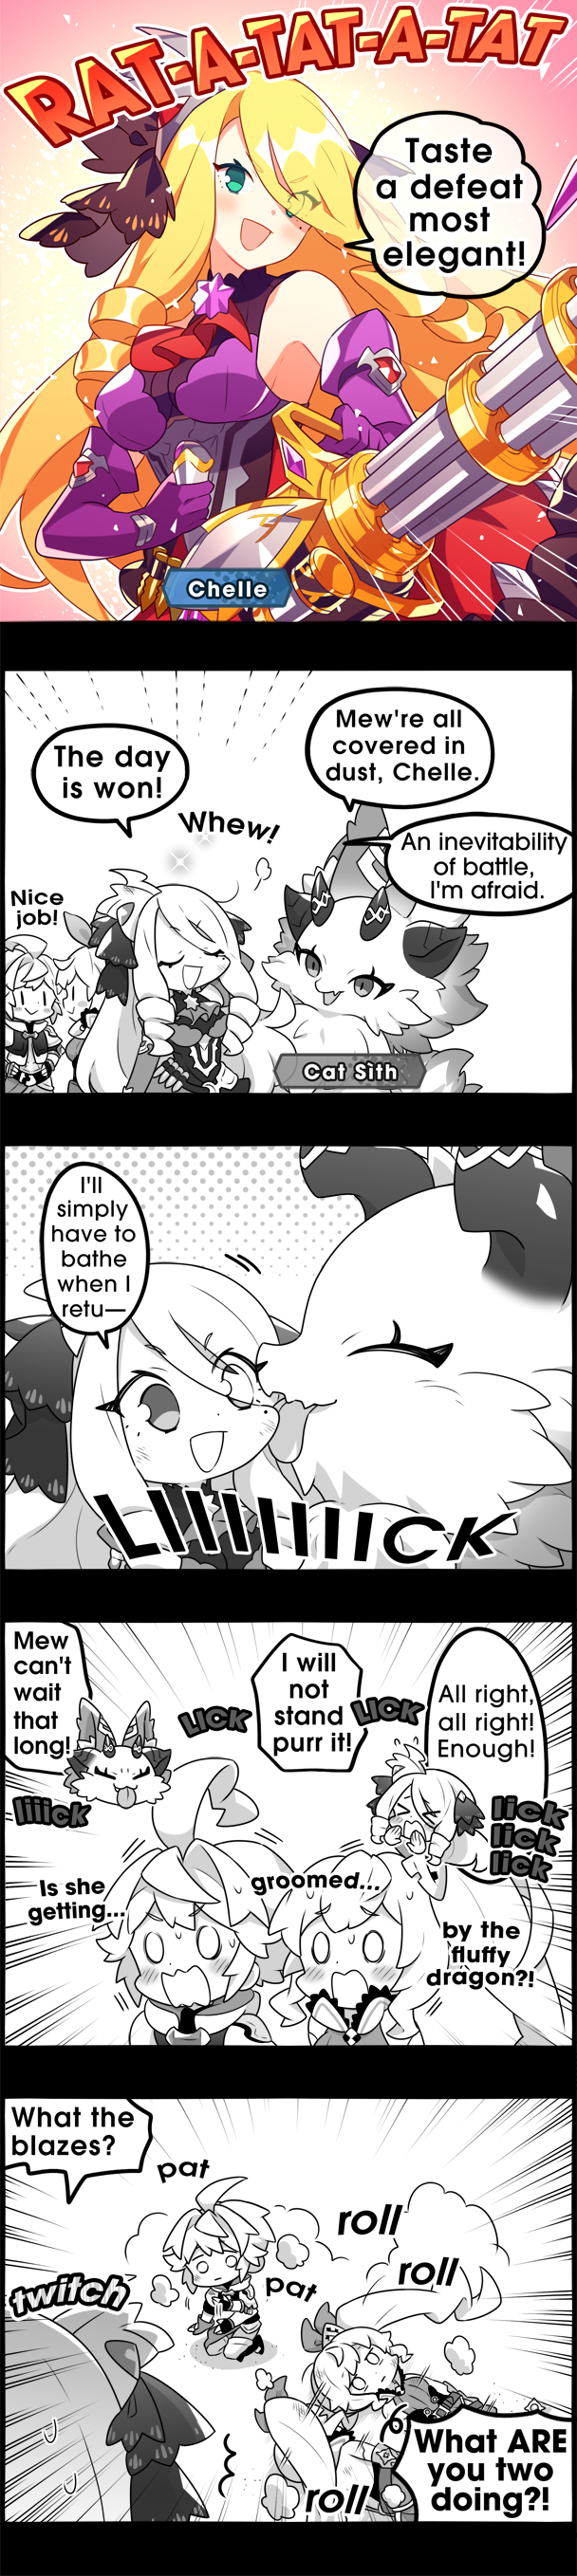 RAT-A-TAT-A-TAT
Taste
a defeat
most
elegant!
Chelle
The day
is won!
Mew're all
covered in
dust, Chelle.
Whew!
An inevitability
of battle,
I'm afraid.
Nice
job!
Cat Sìth
I'll
simply
have to
bathe
when I
retu—
LIIIIIIIICK
Mew
can't
wait
that
long!
I will
not
stand
purr it!
All right,
all right!
Enough!
LICK
LICK
liiick
lick
lick
lick
Is she
getting...
groomed...
by the
fluffy
dragon?!
What the
blazes?
pat
roll
roll
pat
twitch
What ARE
you two
doing?!
roll